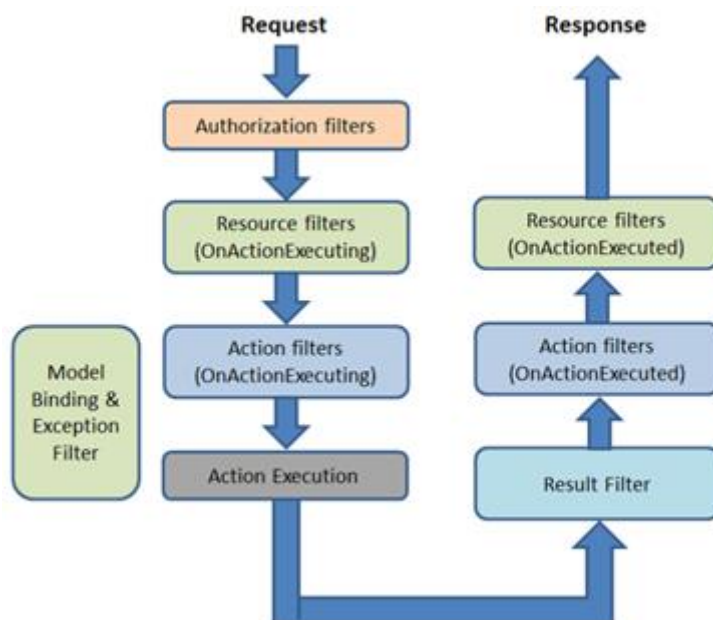 Request
Response
Authorization filters
Resource filters
(OnActionExecuting)
Resource filters
(OnActionExecuted)
Model
Binding &
Exception
Filter
Action filters
(OnActionExecuting)
Action filters
(OnActionExecuted)
Action Execution
Result Filter